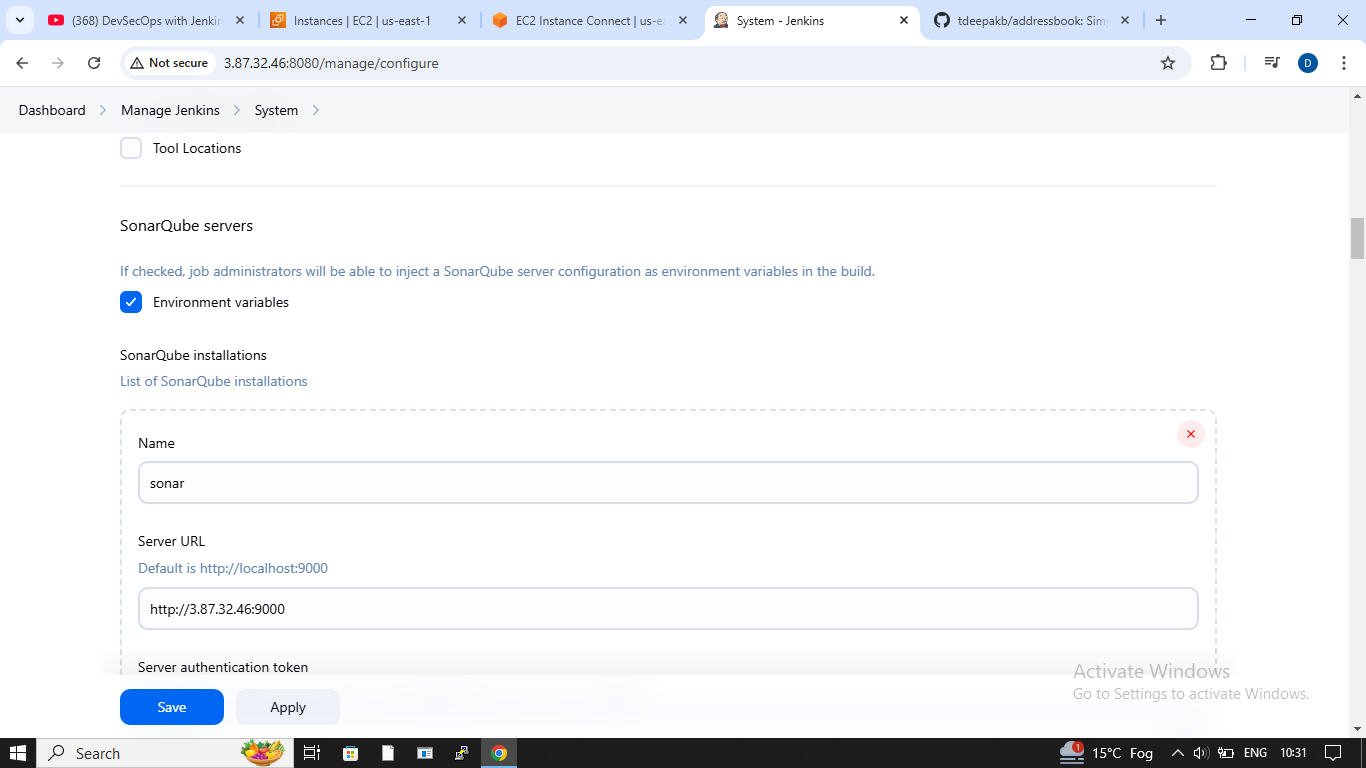 (368) DevSecOps with Jenkin
Instances | EC2 | us-east-1
EC2 Instance Connect | us-ea
System - Jenkins
tdeepakb/addressbook: Simp
Not secure
3.87.32.46:8080/manage/configure
D
Dashboard
Manage Jenkins
System
Tool Locations
SonarQube servers
If checked, job administrators will be able to inject a SonarQube server configuration as environment variables in the build.
Environment variables
SonarQube installations
List of SonarQube installations
Name
sonar
Server URL
Default is http://localhost:9000
http://3.87.32.46:9000
Server authentication token
Activate Windows
Go to Settings to activate Windows.
Save
Apply
Search
1
15°C Fog
ENG
10:31